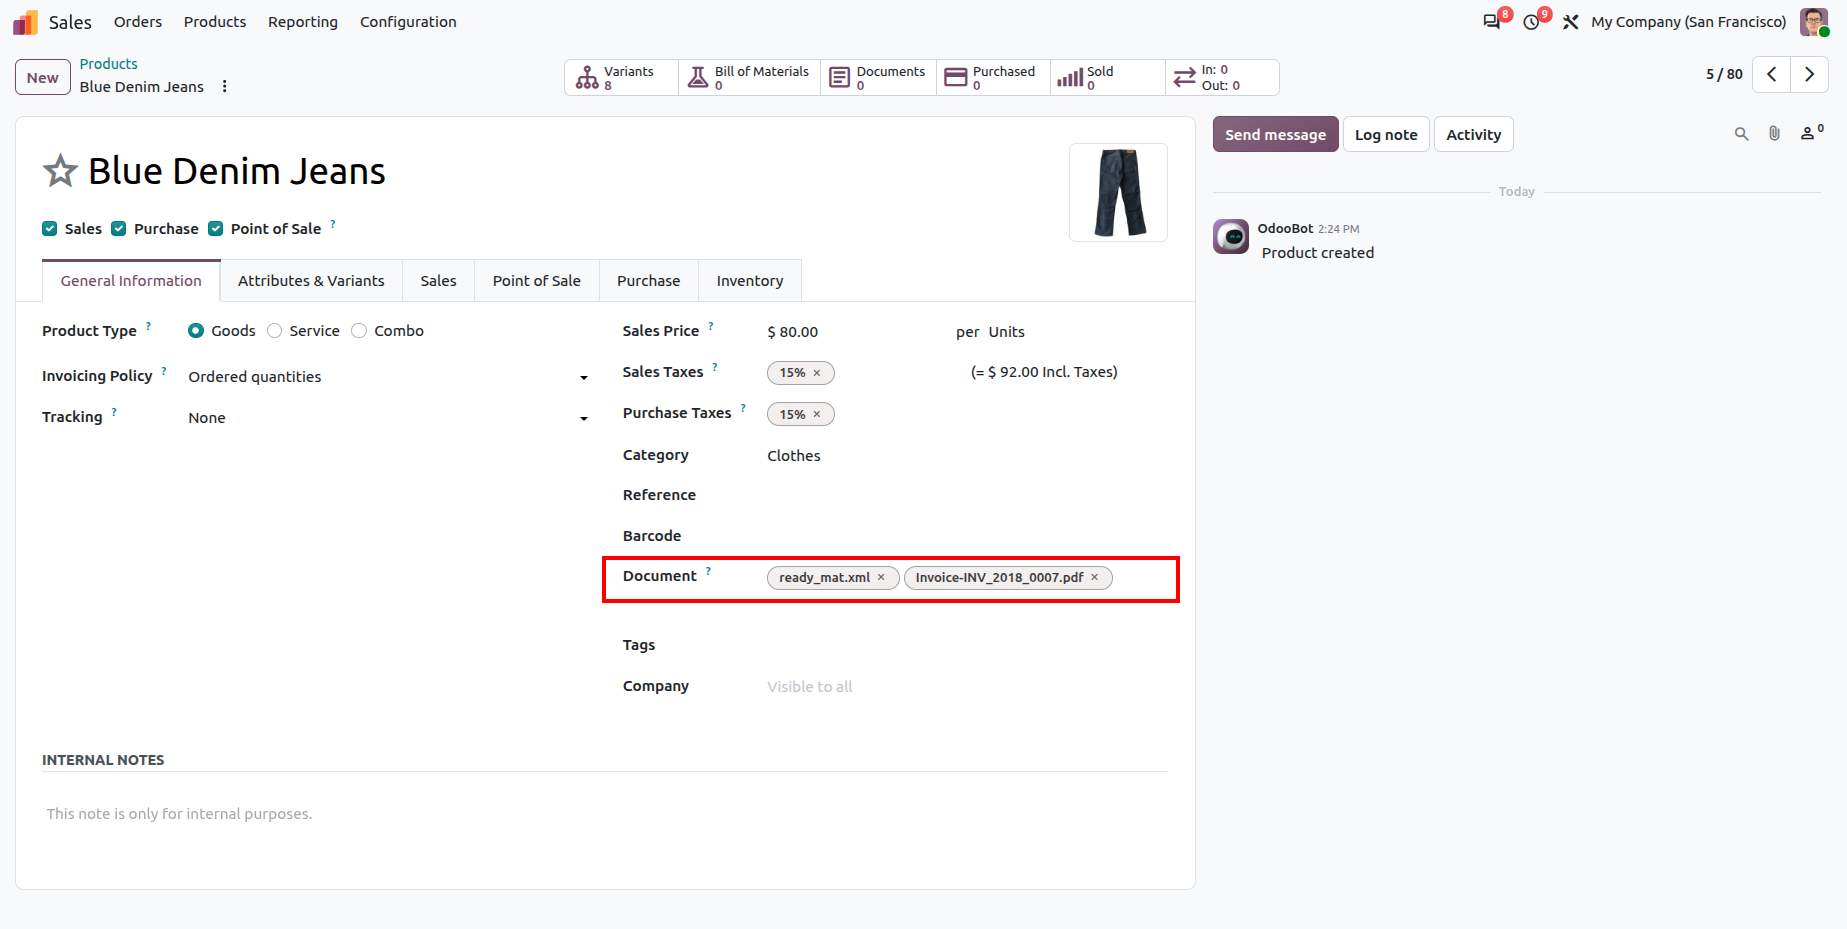 Sales Orders Products Reporting Configuration 8 9 My Company (San Francisco)
New Products
Blue Denim Jeans
Variants 8 Bill of Materials 0 Documents 0 Purchased 0 Sold 0 In: 0 Out: 0
5 / 80
Blue Denim Jeans
Sales Purchase Point of Sale ?
General Information Attributes & Variants Sales Point of Sale Purchase Inventory
Product Type ? Goods Service Combo
Invoicing Policy ? Ordered quantities
Tracking ? None
Sales Price ? $ 80.00 per Units
Sales Taxes ? 15% × (= $ 92.00 Incl. Taxes)
Purchase Taxes ? 15% ×
Category Clothes
Reference
Barcode
Document ? ready_mat.xml × Invoice-INV_2018_0007.pdf ×
Tags
Company Visible to all
INTERNAL NOTES
This note is only for internal purposes.
Send message Log note Activity 0
Today
OdooBot 2:24 PM
Product created